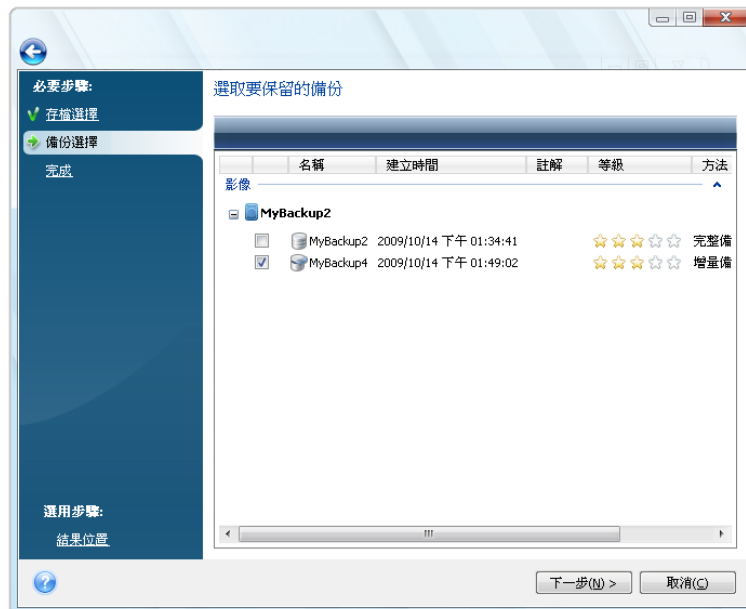 必要步驟:
選取要保留的備份
存檔選擇
備份選擇
完成
名稱 建立時間 註解 等級 方法
影像
MyBackup2
MyBackup2 2009/10/14 下午 01:34:41 完整備
MyBackup4 2009/10/14 下午 01:49:02 增量備
選用步驟:
結果位置
下一步(N) > 取消(C)